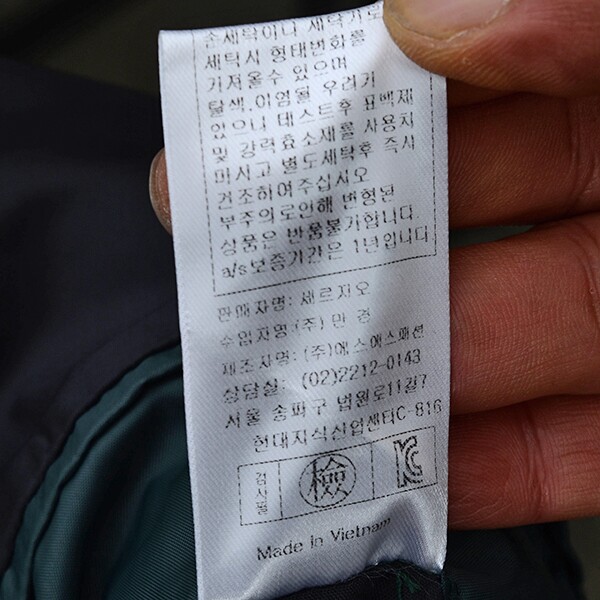 손세탁이나 세탁기로
세탁시 형태변화를
가져올수 있으며
탈색,이염될 우려가
있으니 테스트후 표백제
및 강력효소세를 사용치
마시고 별도세탁후 즉시
건조하여주십시오
부주의로인해 변형된
상품은 반품불가합니다.
a/s보증기간은 1년입니다
판매자명: 세르지오
수입자명:(주) 민 경
제조자명: (주)에스에스패션
상담실: (02)2212-0143
서울 송파구 법원로11길7
현대지식산업센터C-816
검사필 檢 KC
Made in Vietnam